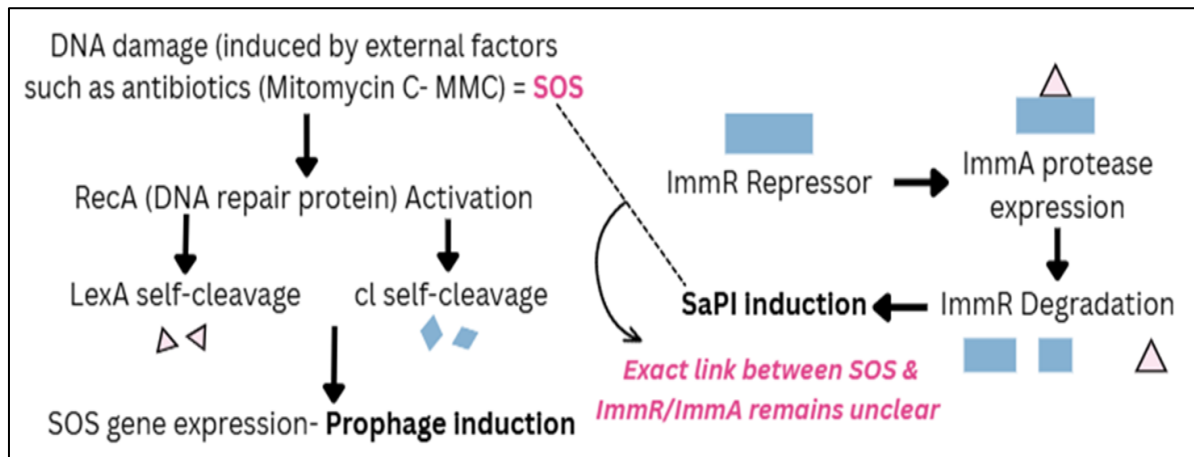 DNA damage (induced by external factors
such as antibiotics (Mitomycin C- MMC) = SOS
RecA (DNA repair protein) Activation
LexA self-cleavage
cl self-cleavage
SOS gene expression- Prophage induction
ImmR Repressor
ImmA protease
expression
ImmR Degradation
SaPI induction
Exact link between SOS &
ImmR/ImmA remains unclear